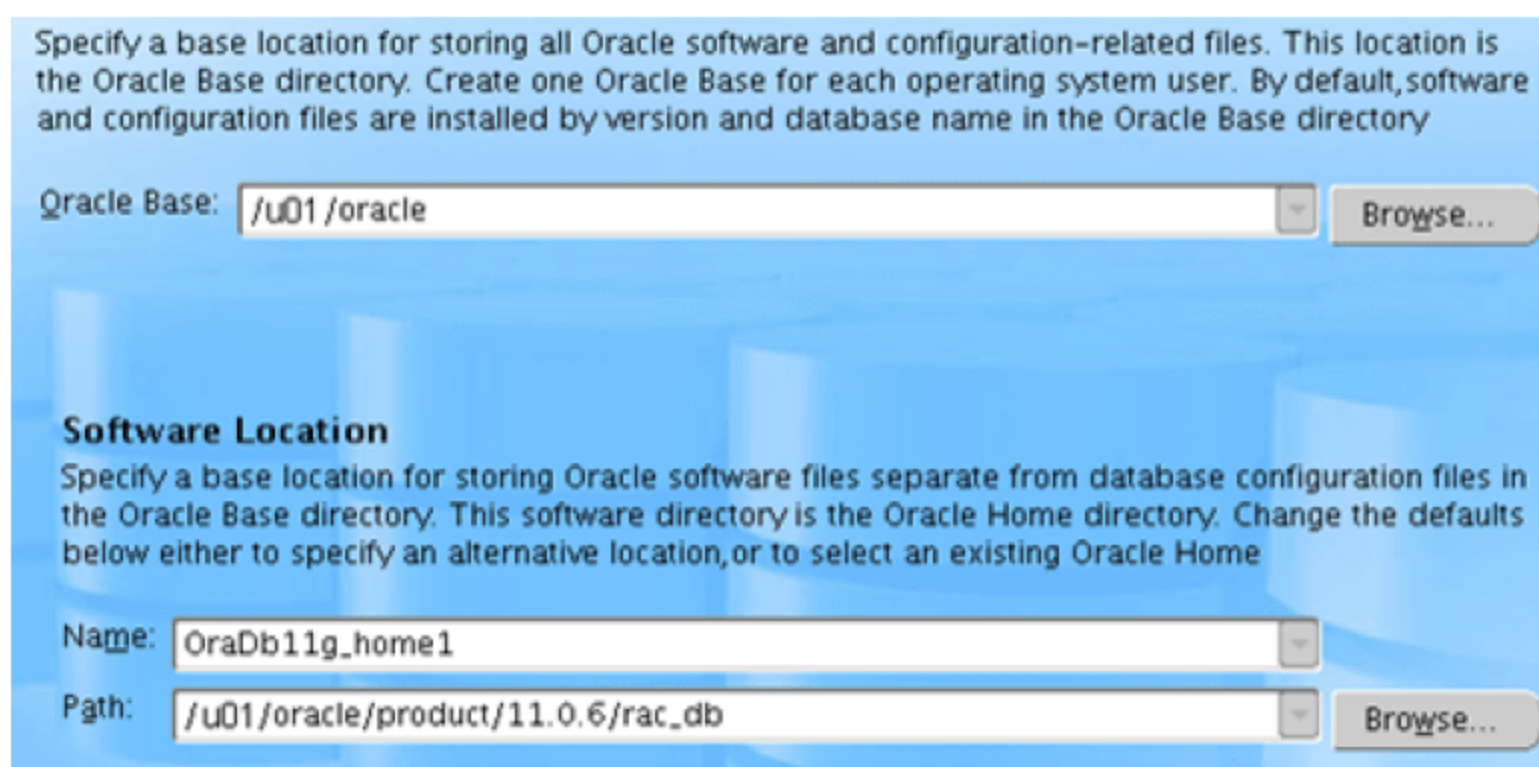 Specify a base location for storing all Oracle software and configuration-related files. This location is
the Oracle Base directory. Create one Oracle Base for each operating system user. By default,software
and configuration files are installed by version and database name in the Oracle Base directory
Oracle Base: /u01/oracle Browse...
Software Location
Specify a base location for storing Oracle software files separate from database configuration files in
the Oracle Base directory. This software directory is the Oracle Home directory. Change the defaults
below either to specify an alternative location,or to select an existing Oracle Home
Name: OraDb11g_home1
Path: /u01/oracle/product/11.0.6/rac_db Browse...